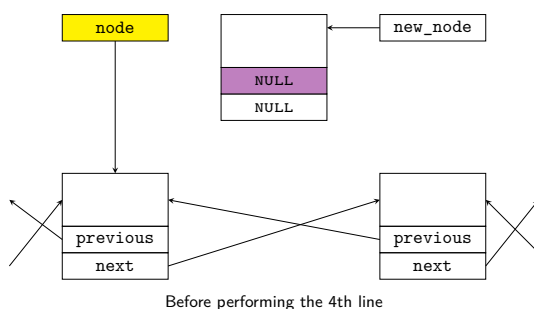 node
new_node
NULL
NULL
previous
next
previous
next
Before performing the 4th line